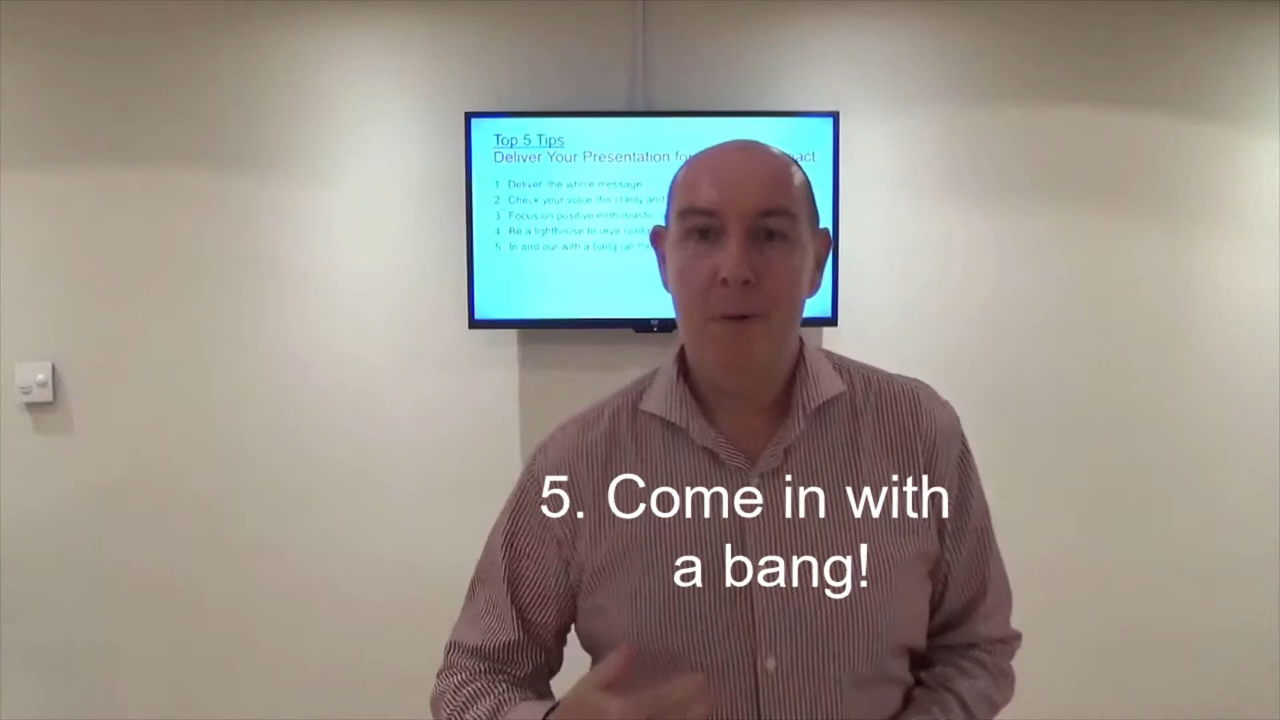 Top 5 Tips
Deliver Your Presentation for
1 Deliver the whole message
2 Check your voice (for clarity and
3 Focus on positive enthusiasm
4 Be a lighthouse to
5 In and out with a bang
5. Come in with
a bang!